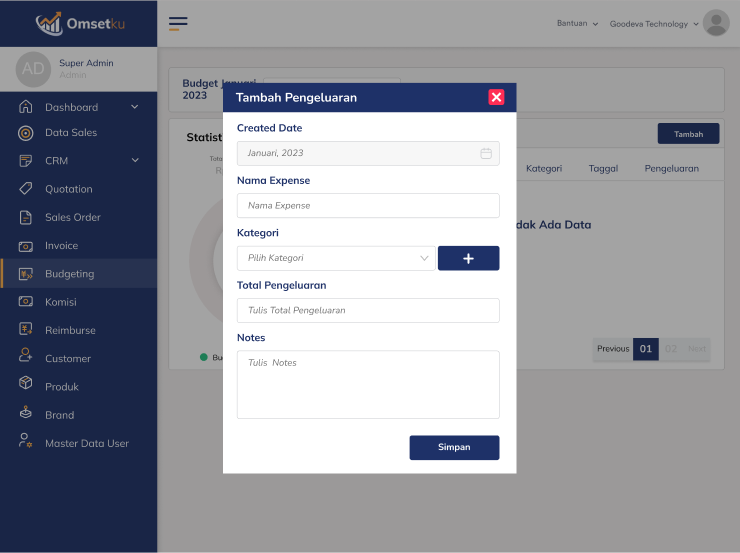 Omsetku
Bantuan
Goodeva Technology
AD
Super Admin
Admin
Dashboard
Data Sales
CRM
Quotation
Sales Order
Invoice
Budgeting
Komisi
Reimburse
Customer
Produk
Brand
Master Data User
Budget Januari
2023
Tambah Pengeluaran
Created Date
Januari, 2023
Nama Expense
Nama Expense
Kategori
Pilih Kategori
+
Total Pengeluaran
Tulis Total Pengeluaran
Notes
Tulis Notes
Simpan
Statist
Tota
R
Bu
Tambah
Kategori
Taggal
Pengeluaran
dak Ada Data
Previous
01
02
Next